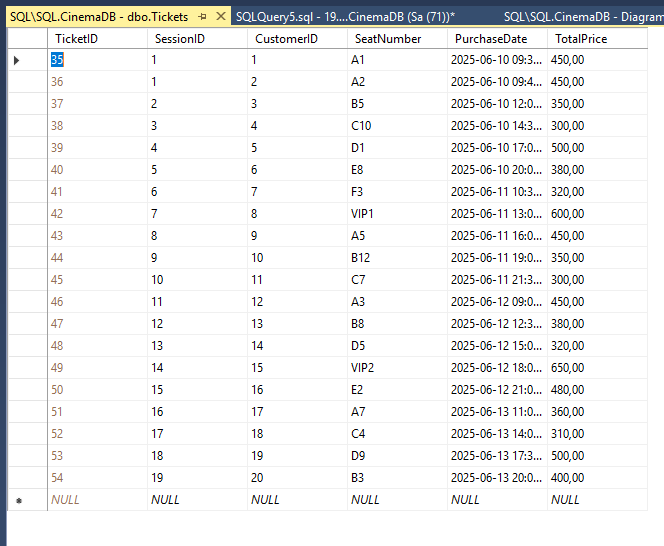 SQL\SQL.CinemaDB - dbo.Tickets SQLQuery5.sql - 19....CinemaDB (Sa (71))* SQL\SQL.CinemaDB - Diagram
TicketID SessionID CustomerID SeatNumber PurchaseDate TotalPrice
35 1 1 A1 2025-06-10 09:3... 450,00
36 1 2 A2 2025-06-10 09:4... 450,00
37 2 3 B5 2025-06-10 12:0... 350,00
38 3 4 C10 2025-06-10 14:3... 300,00
39 4 5 D1 2025-06-10 17:0... 500,00
40 5 6 E8 2025-06-10 20:0... 380,00
41 6 7 F3 2025-06-11 10:3... 320,00
42 7 8 VIP1 2025-06-11 13:0... 600,00
43 8 9 A5 2025-06-11 16:0... 450,00
44 9 10 B12 2025-06-11 19:0... 350,00
45 10 11 C7 2025-06-11 21:3... 300,00
46 11 12 A3 2025-06-12 09:0... 450,00
47 12 13 B8 2025-06-12 12:3... 380,00
48 13 14 D5 2025-06-12 15:0... 320,00
49 14 15 VIP2 2025-06-12 18:0... 650,00
50 15 16 E2 2025-06-12 21:0... 480,00
51 16 17 A7 2025-06-13 11:0... 360,00
52 17 18 C4 2025-06-13 14:0... 310,00
53 18 19 D9 2025-06-13 17:3... 500,00
54 19 20 B3 2025-06-13 20:0... 400,00
NULL NULL NULL NULL NULL NULL